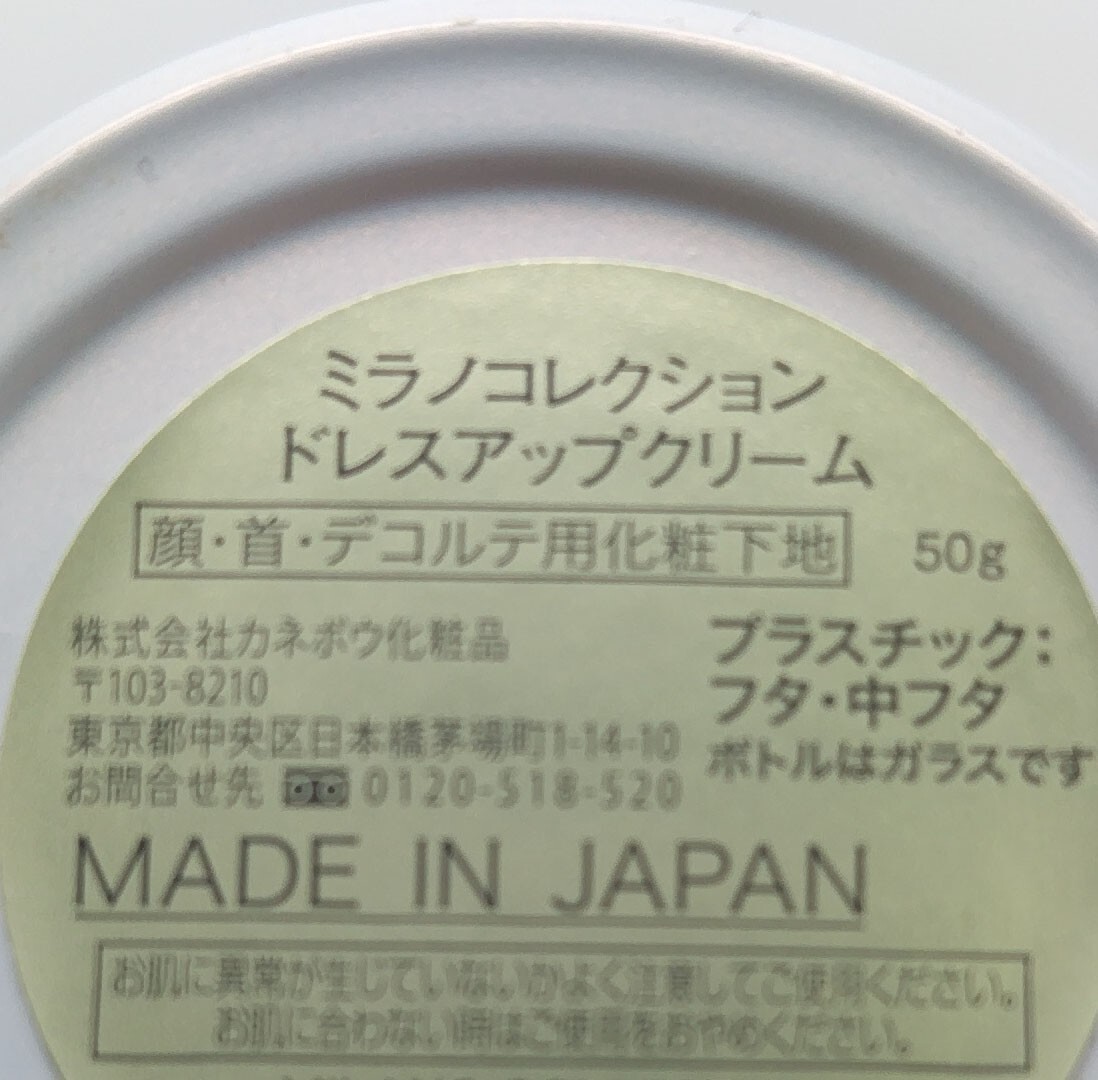 ミラノコレクション
ドレスアップクリーム
顔・首・デコルテ用化粧下地 50g
株式会社カネボウ化粧品
〒103-8210
東京都中央区日本橋茅場町1-14-10
お問合せ先 0120-518-520
プラスチック:
フタ・中フタ
ボトルはガラスです
MADE IN JAPAN
お肌に異常が生じていないかよく注意してご使用ください。
お肌に合わない時はご使用をおやめください。